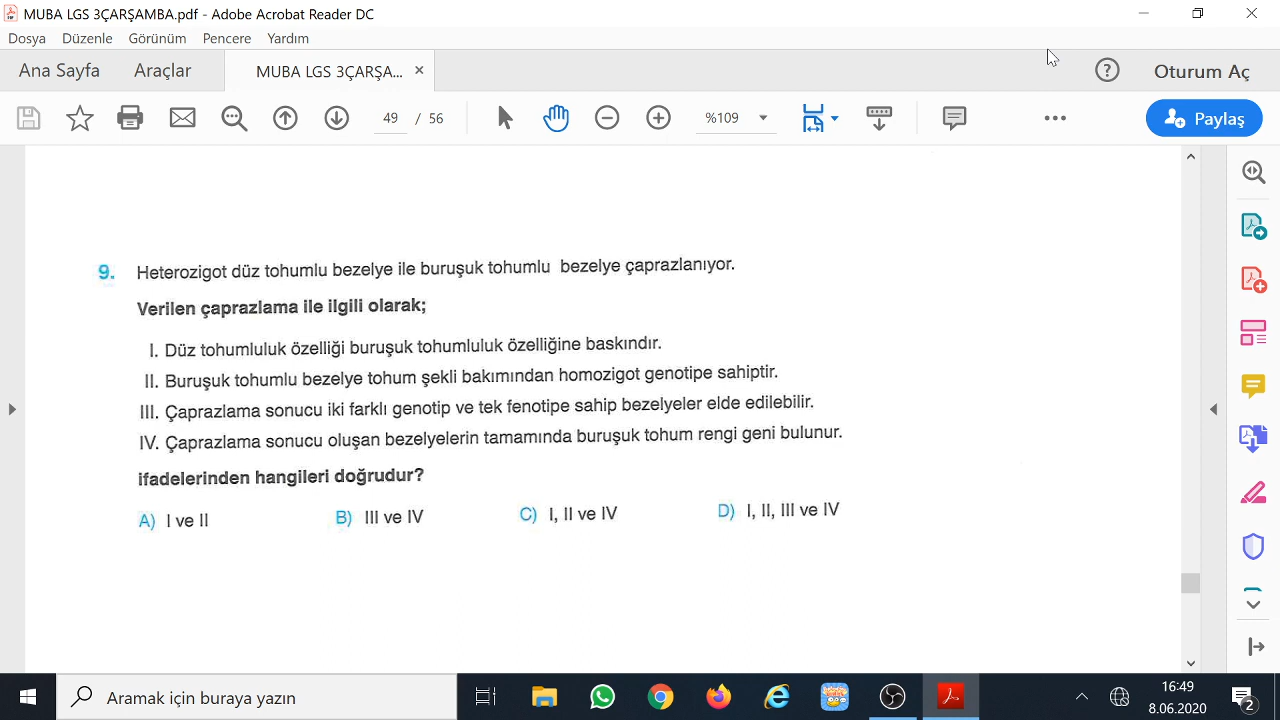 MUBA LGS 3ÇARŞAMBA.pdf - Adobe Acrobat Reader DC
Dosya Düzenle Görünüm Pencere Yardım
Ana Sayfa Araçlar MUBA LGS 3ÇARŞA... × ? Oturum Aç
49 / 56 %109 Paylaş
9. Heterozigot düz tohumlu bezelye ile buruşuk tohumlu bezelye çaprazlanıyor.
Verilen çaprazlama ile ilgili olarak;
I. Düz tohumluluk özelliği buruşuk tohumluluk özelliğine baskındır.
II. Buruşuk tohumlu bezelye tohum şekli bakımından homozigot genotipe sahiptir.
III. Çaprazlama sonucu iki farklı genotip ve tek fenotipe sahip bezelyeler elde edilebilir.
IV. Çaprazlama sonucu oluşan bezelyelerin tamamında buruşuk tohum rengi geni bulunur.
ifadelerinden hangileri doğrudur?
A) I ve II B) III ve IV C) I, II ve IV D) I, II, III ve IV
Aramak için buraya yazın
16:49
8.06.2020
2